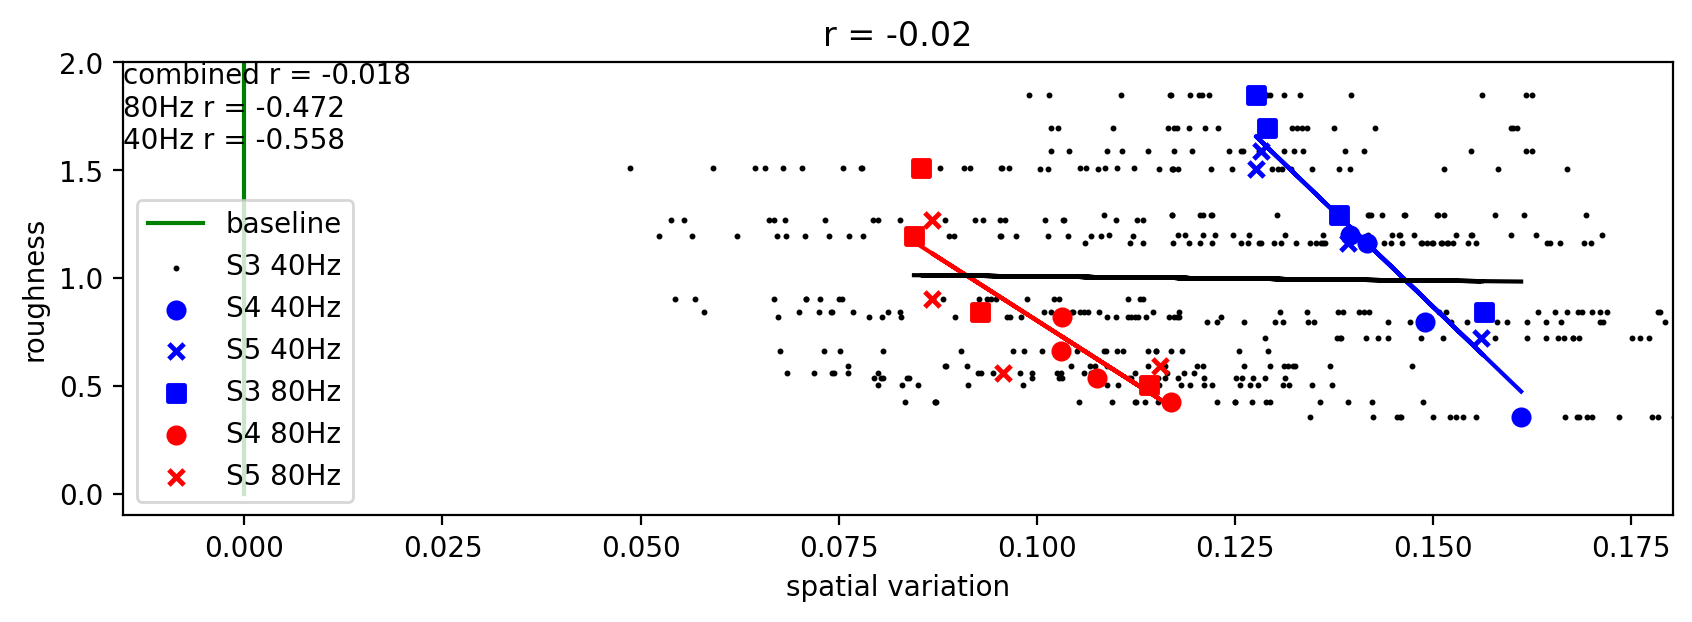 r = -0.02
combined r = -0.018
80Hz r = -0.472
40Hz r = -0.558
baseline
S3 40Hz
S4 40Hz
S5 40Hz
S3 80Hz
S4 80Hz
S5 80Hz
roughness
2.0
1.5
1.0
0.5
0.0
0.000 0.025 0.050 0.075 0.100 0.125 0.150 0.175
spatial variation